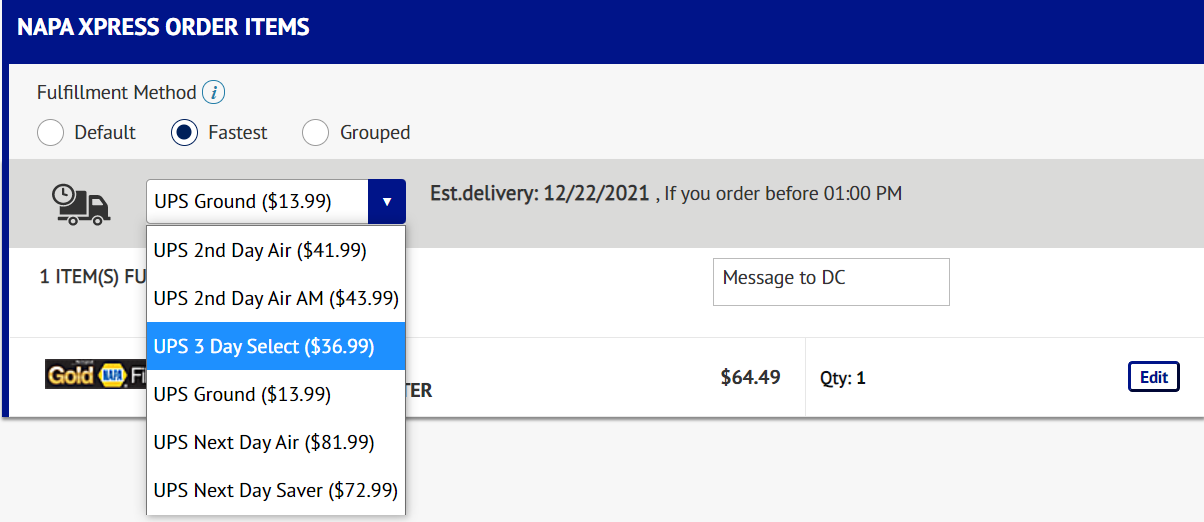 NAPA XPRESS ORDER ITEMS
Fulfillment Method i
Default Fastest Grouped
UPS Ground ($13.99) Est.delivery: 12/22/2021 , If you order before 01:00 PM
UPS 2nd Day Air ($41.99)
1 ITEM(S) FU Message to DC
UPS 2nd Day Air AM ($43.99)
UPS 3 Day Select ($36.99)
Gold NAPA Fi $64.49 Qty: 1 Edit
UPS Ground ($13.99) TER
UPS Next Day Air ($81.99)
UPS Next Day Saver ($72.99)